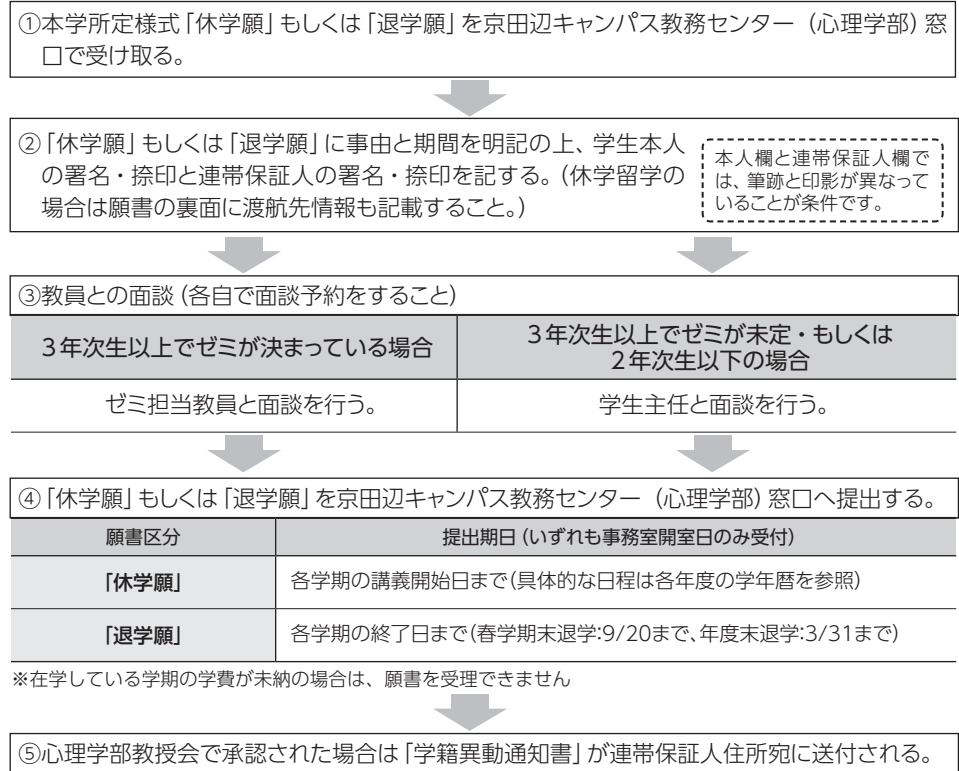 ①本学所定様式「休学願」もしくは「退学願」を京田辺キャンパス教務センター（心理学部）窓
口で受け取る。
②「休学願」もしくは「退学願」に事由と期間を明記の上、学生本人
の署名・捺印と連帯保証人の署名・捺印を記する。（休学留学の
場合は願書の裏面に渡航先情報も記載すること。）
本人欄と連帯保証人欄で
は、筆跡と印影が異なって
いることが条件です。
③教員との面談（各自で面談予約をすること）
３年次生以上でゼミが決まっている場合
３年次生以上でゼミが未定・もしくは
２年次生以下の場合
ゼミ担当教員と面談を行う。
学生主任と面談を行う。
④「休学願」もしくは「退学願」を京田辺キャンパス教務センター（心理学部）窓口へ提出する。
願書区分
提出期日（いずれも事務室開室日のみ受付）
「休学願」
各学期の講義開始日まで（具体的な日程は各年度の学年暦を参照）
「退学願」
各学期の終了日まで（春学期末退学:9/20まで、年度末退学:3/31まで）
※在学している学期の学費が未納の場合は、願書を受理できません
⑤心理学部教授会で承認された場合は「学籍異動通知書」が連帯保証人住所宛に送付される。